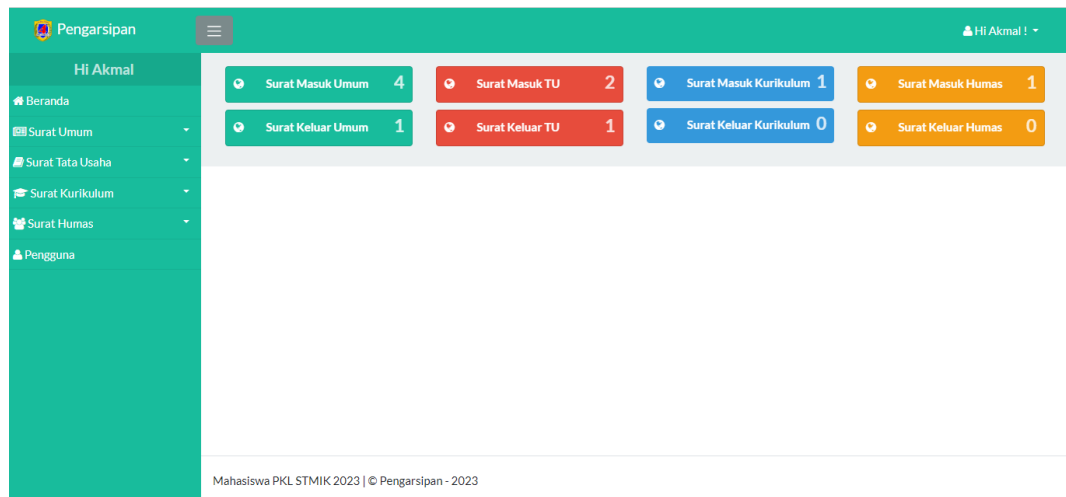 Pengarsipan
Hi Akmal !
Hi Akmal
Beranda
Surat Umum
Surat Tata Usaha
Surat Kurikulum
Surat Humas
Pengguna
Surat Masuk Umum 4
Surat Masuk TU 2
Surat Masuk Kurikulum 1
Surat Masuk Humas 1
Surat Keluar Umum 1
Surat Keluar TU 1
Surat Keluar Kurikulum 0
Surat Keluar Humas 0
Mahasiswa PKL STMIK 2023 | © Pengarsipan - 2023